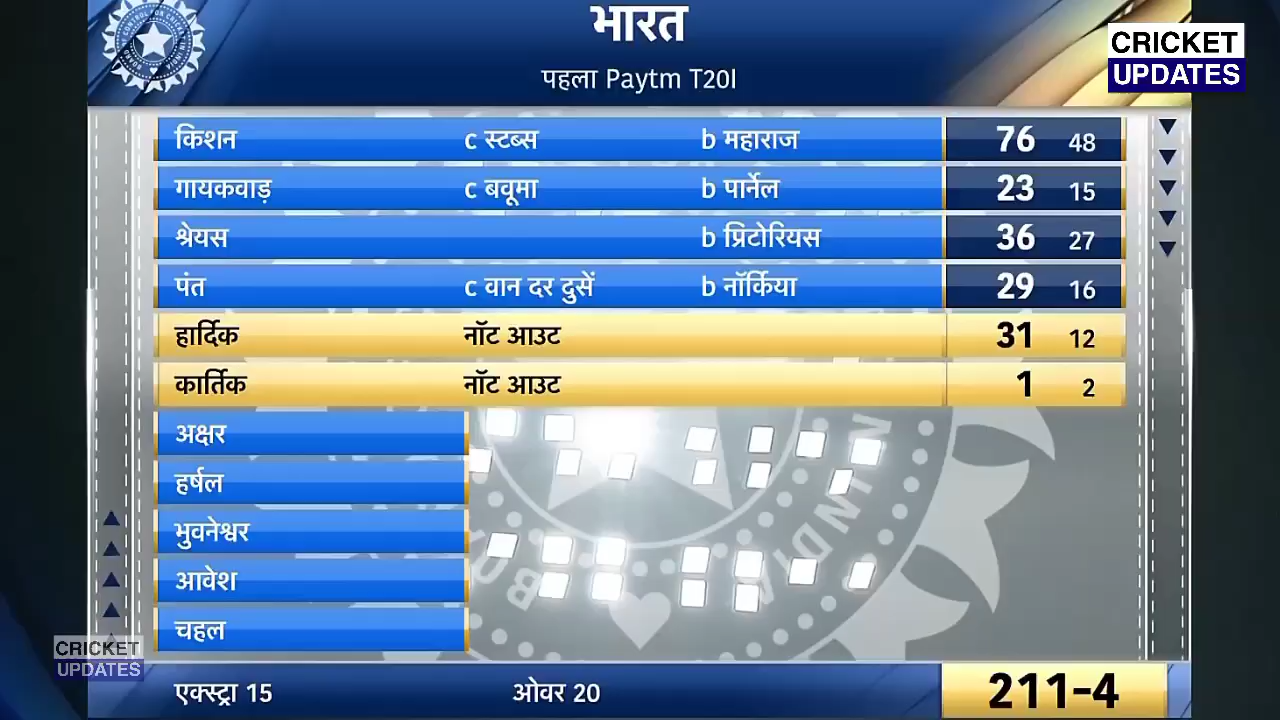 भारत
पहला Paytm T20I
CRICKET
UPDATES
किशन c स्टब्स b महाराज 76 48
गायकवाड़ c बवूमा b पार्नेल 23 15
श्रेयस b प्रिटोरियस 36 27
पंत c वान दर दुसें b नॉर्किया 29 16
हार्दिक नॉट आउट 31 12
कार्तिक नॉट आउट 1 2
अक्षर
हर्षल
भुवनेश्वर
आवेश
चहल
CRICKET
UPDATES
एक्स्ट्रा 15 ओवर 20 211-4